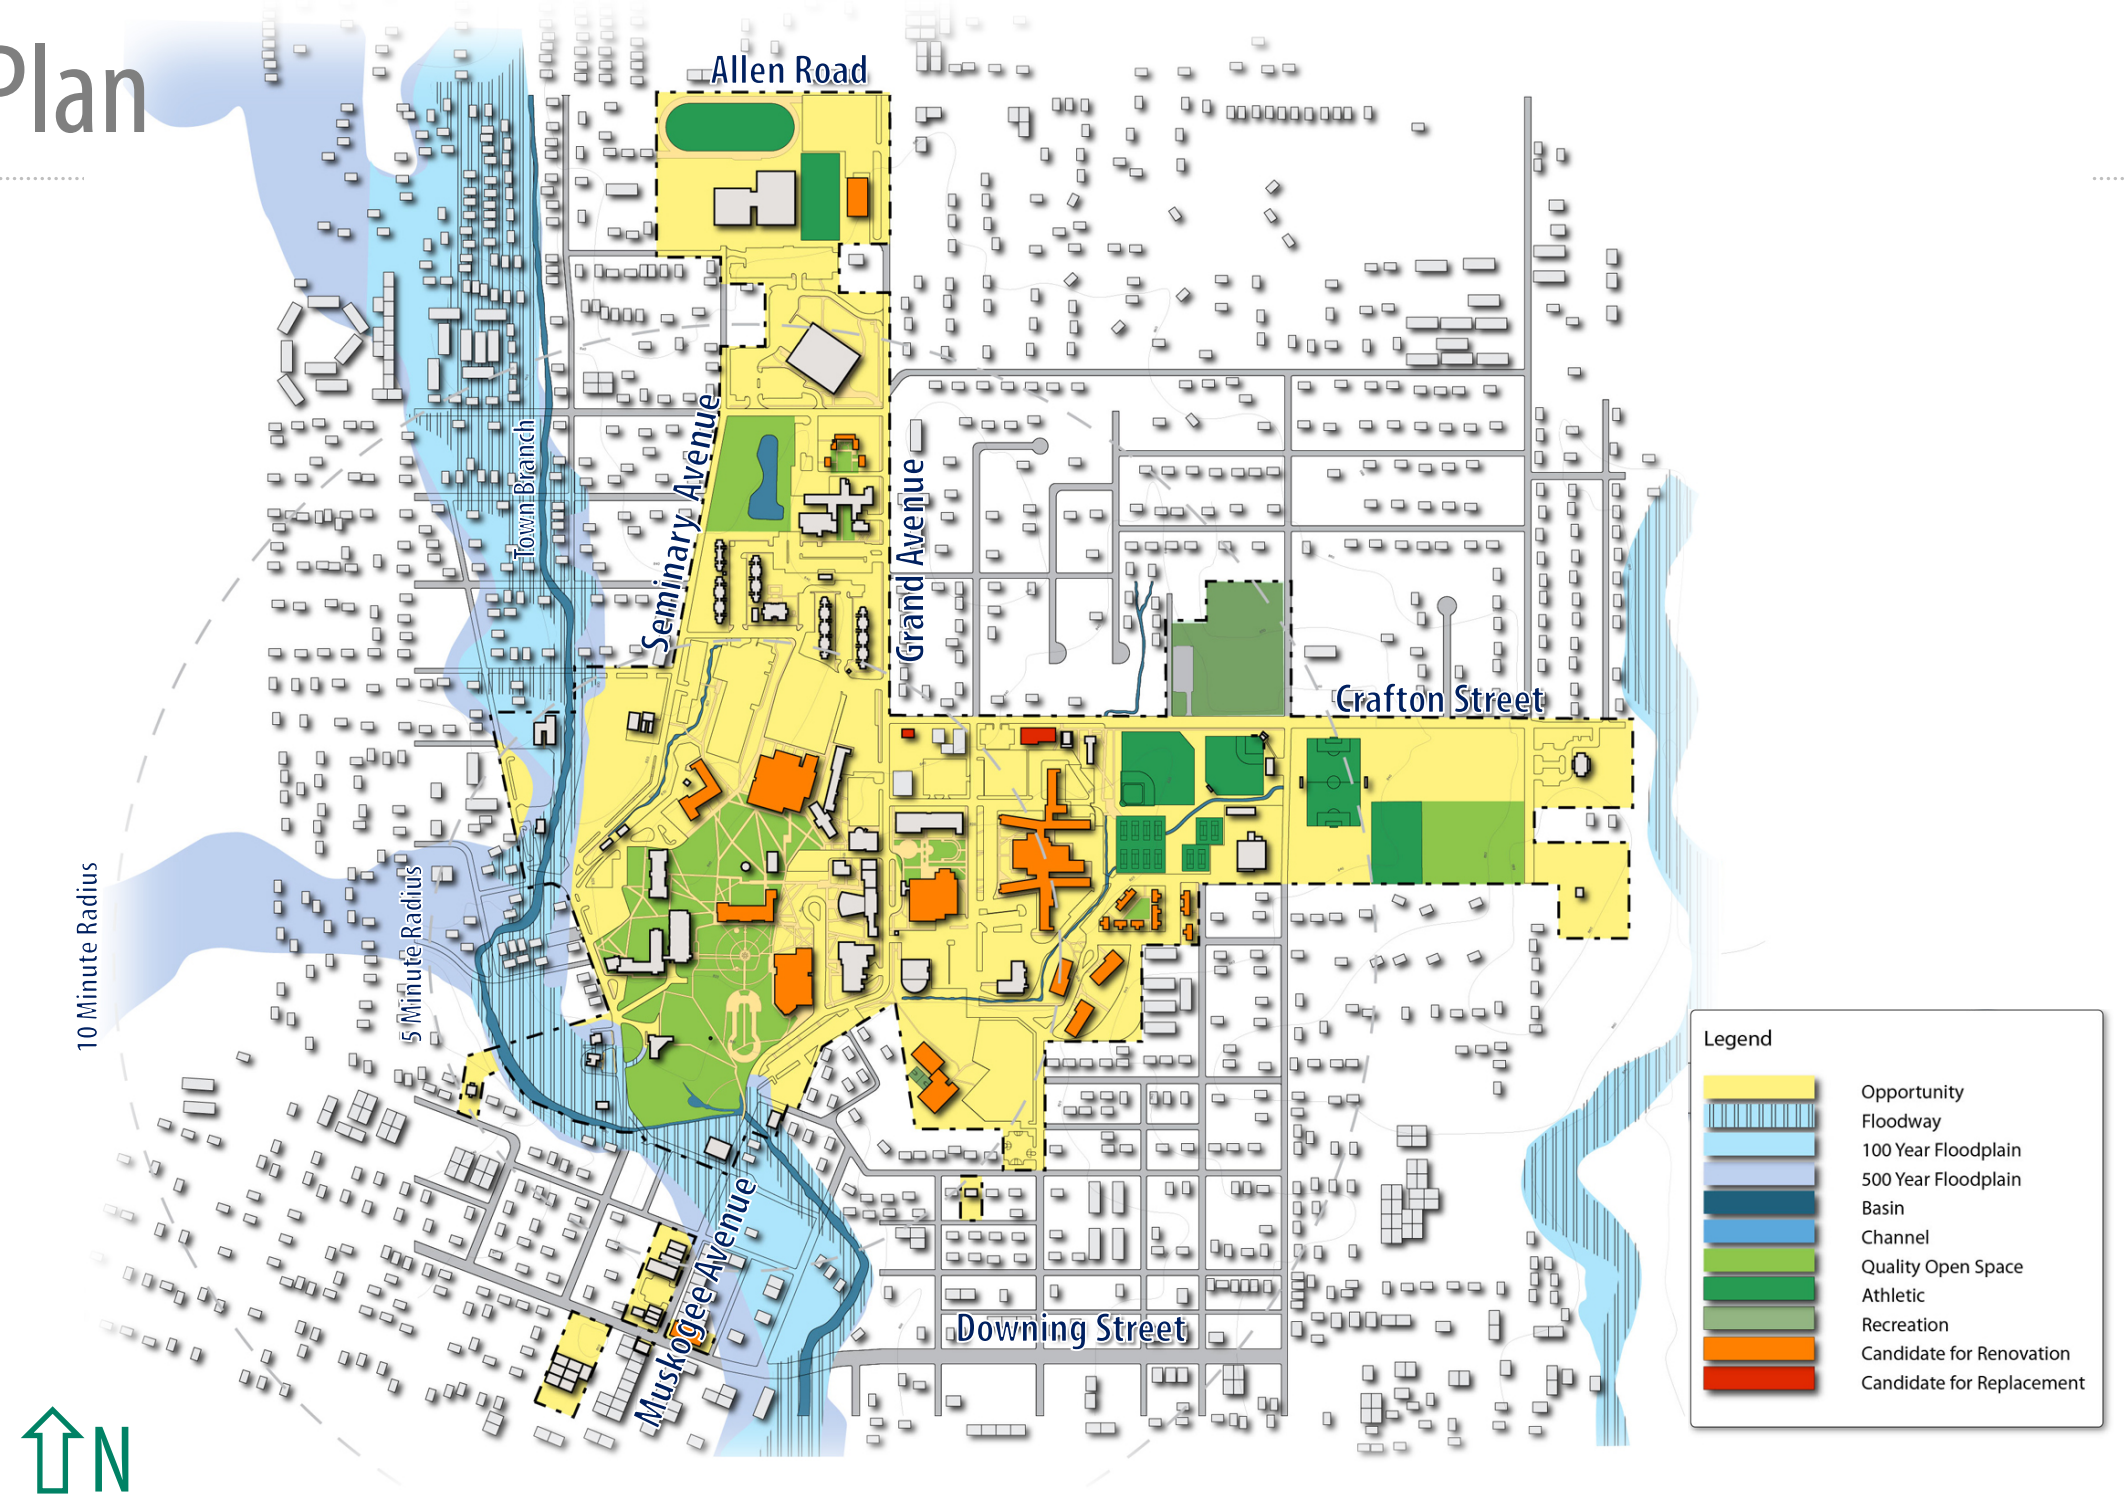 Plan
Allen Road
Town Branch
Seminary Avenue
Grand Avenue
Crafton Street
10 Minute Radius
5 Minute Radius
Muskogee Avenue
Downing Street
N
Legend
Opportunity
Floodway
100 Year Floodplain
500 Year Floodplain
Basin
Channel
Quality Open Space
Athletic
Recreation
Candidate for Renovation
Candidate for Replacement